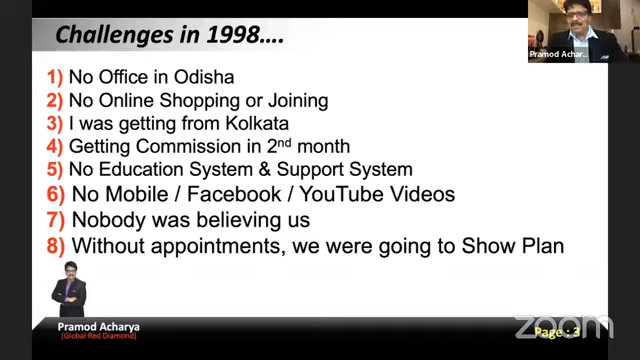 Challenges in 1998....
Pramod Achar...
1) No Office in Odisha
2) No Online Shopping or Joining
3) I was getting from Kolkata
4) Getting Commission in 2nd month
5) No Education System & Support System
6) No Mobile / Facebook / YouTube Videos
7) Nobody was believing us
8) Without appointments, we were going to Show Plan
Pramod Acharya
(Global Red Diamond)
zoom
Page : 3